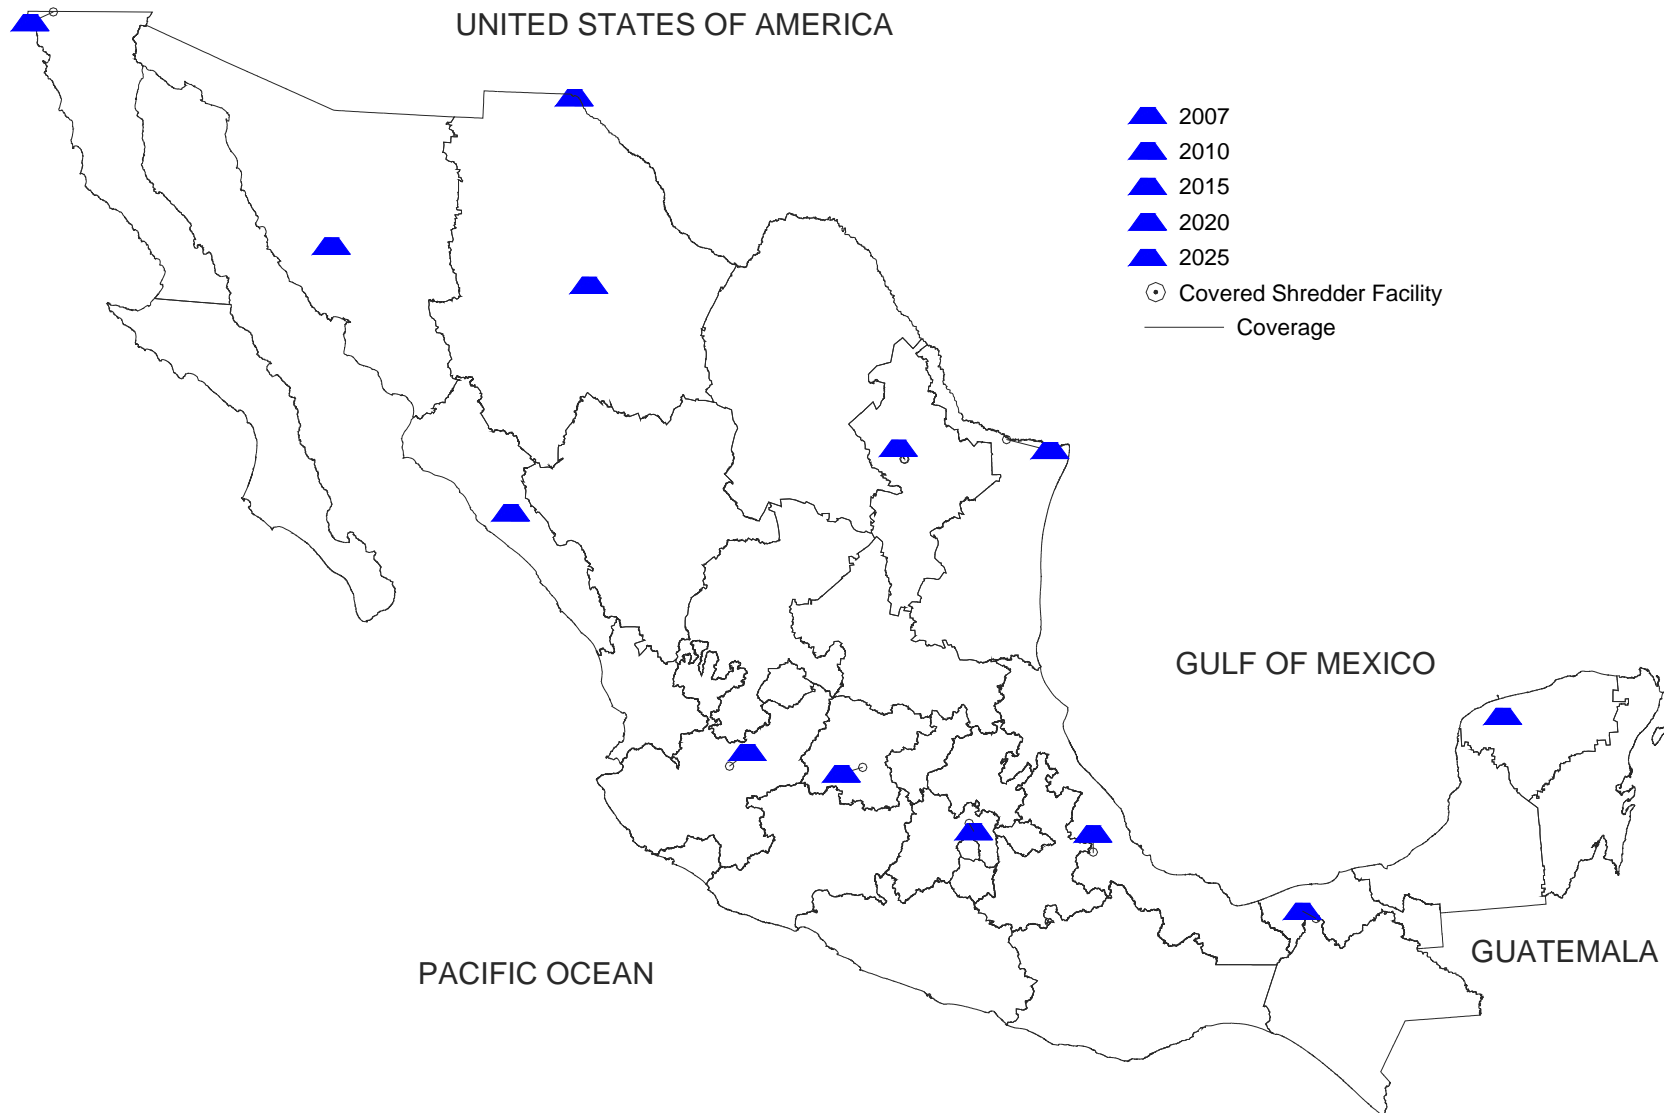 UNITED STATES OF AMERICA
2007
2010
2015
2020
2025
Covered Shredder Facility
Coverage
GULF OF MEXICO
GUATEMALA
PACIFIC OCEAN